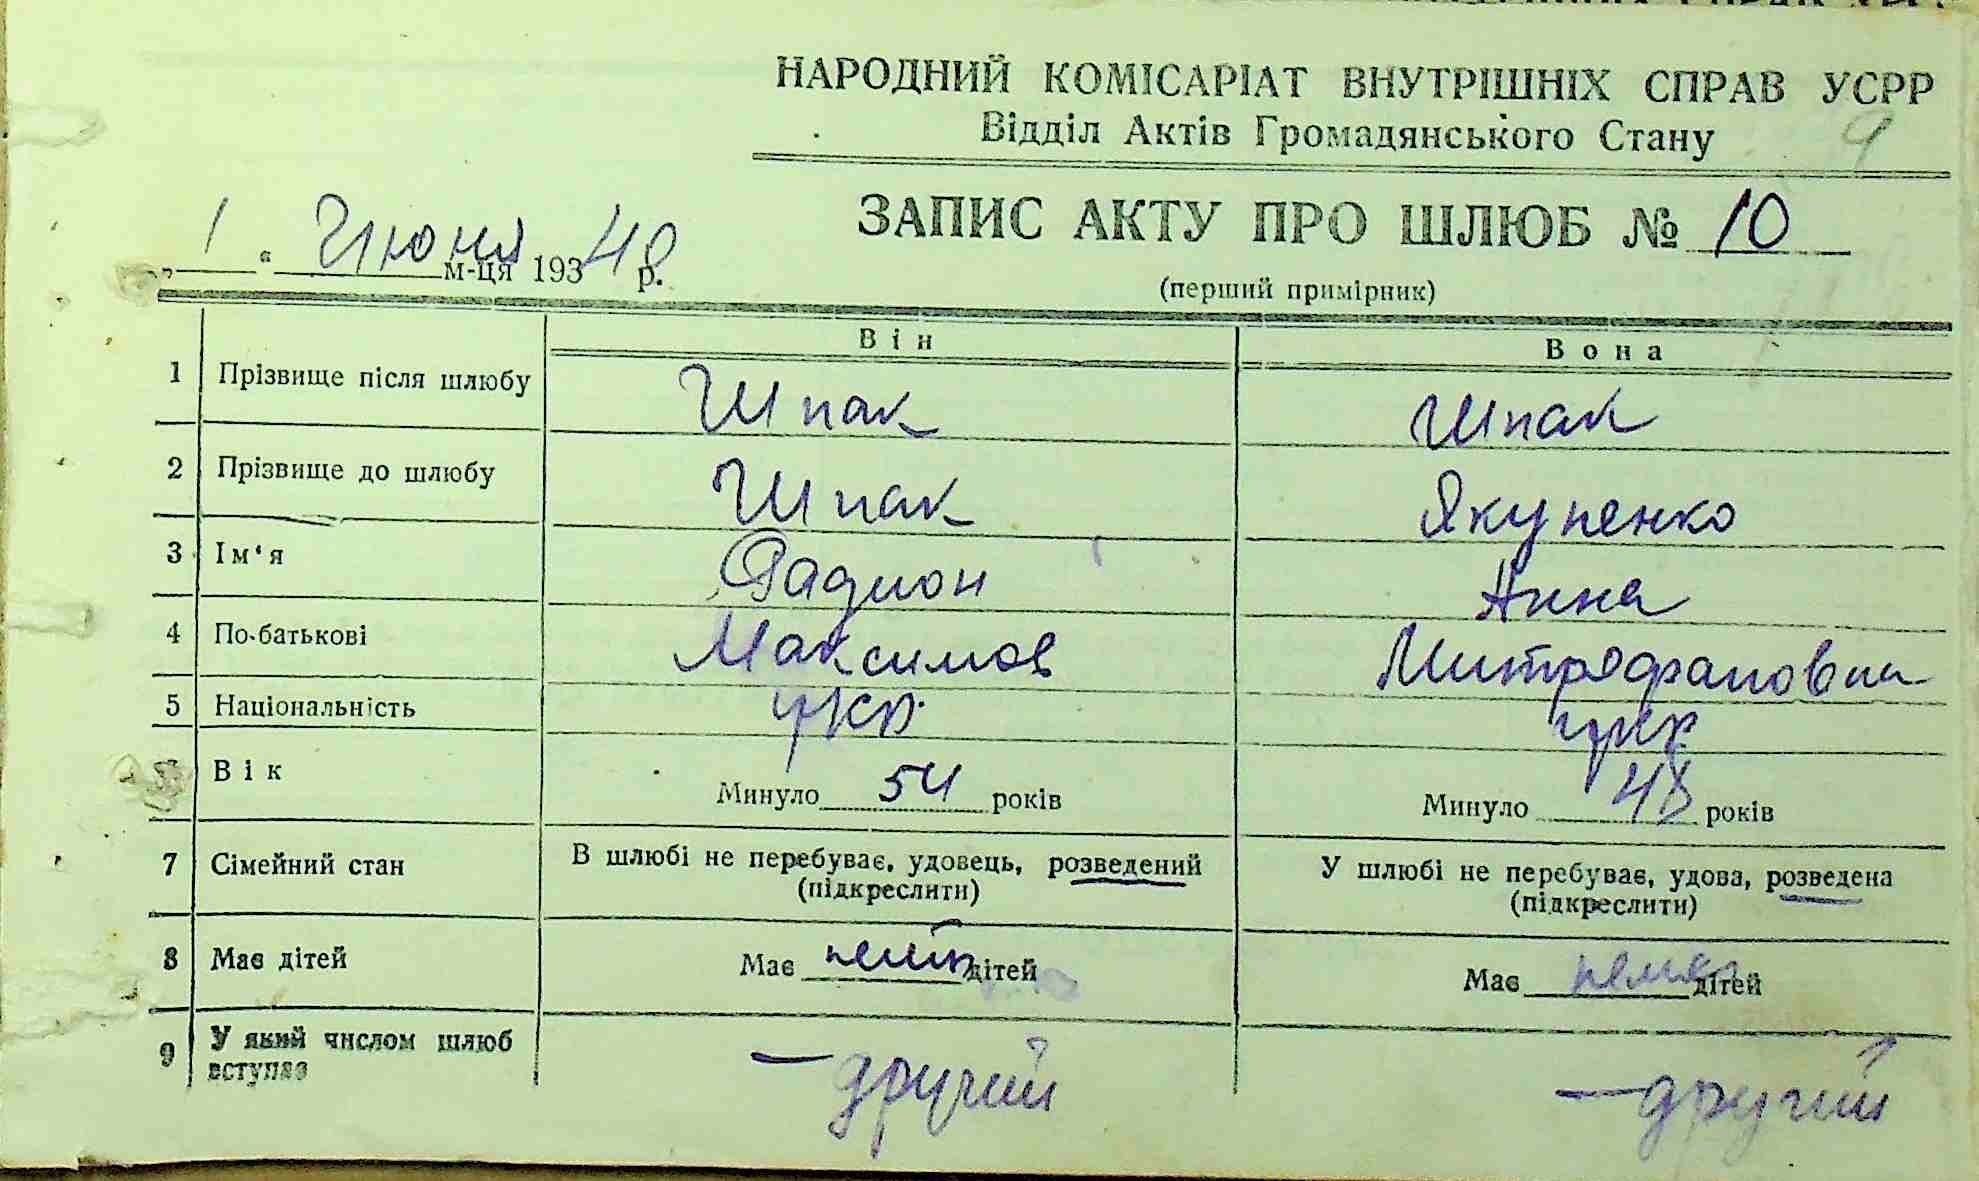 НАРОДНИЙ КОМІСАРІАТ ВНУТРІШНІХ СПРАВ УСРР
Відділ Актів Громадянського Стану
9
ЗАПИС АКТУ ПРО ШЛЮБ № 10
„ 1 “ Июня м-ця 193 40 р.
(перший примірник)
Він Вона
1 Прізвище після шлюбу Шпак Шпак
2 Прізвище до шлюбу Шпак Якупенко
3 Ім‘я Радион Анна
4 По-батькові Максимов Митрофановна
5 Національність укр. укр
Вік Минуло 54 років Минуло 48 років
7 Сімейний стан В шлюбі не перебуває, удовець, розведений У шлюбі не перебуває, удова, розведена
(підкреслити) (підкреслити)
8 Має дітей Має дітей Має дітей
9 У який числом шлюб вступає — другий — другий